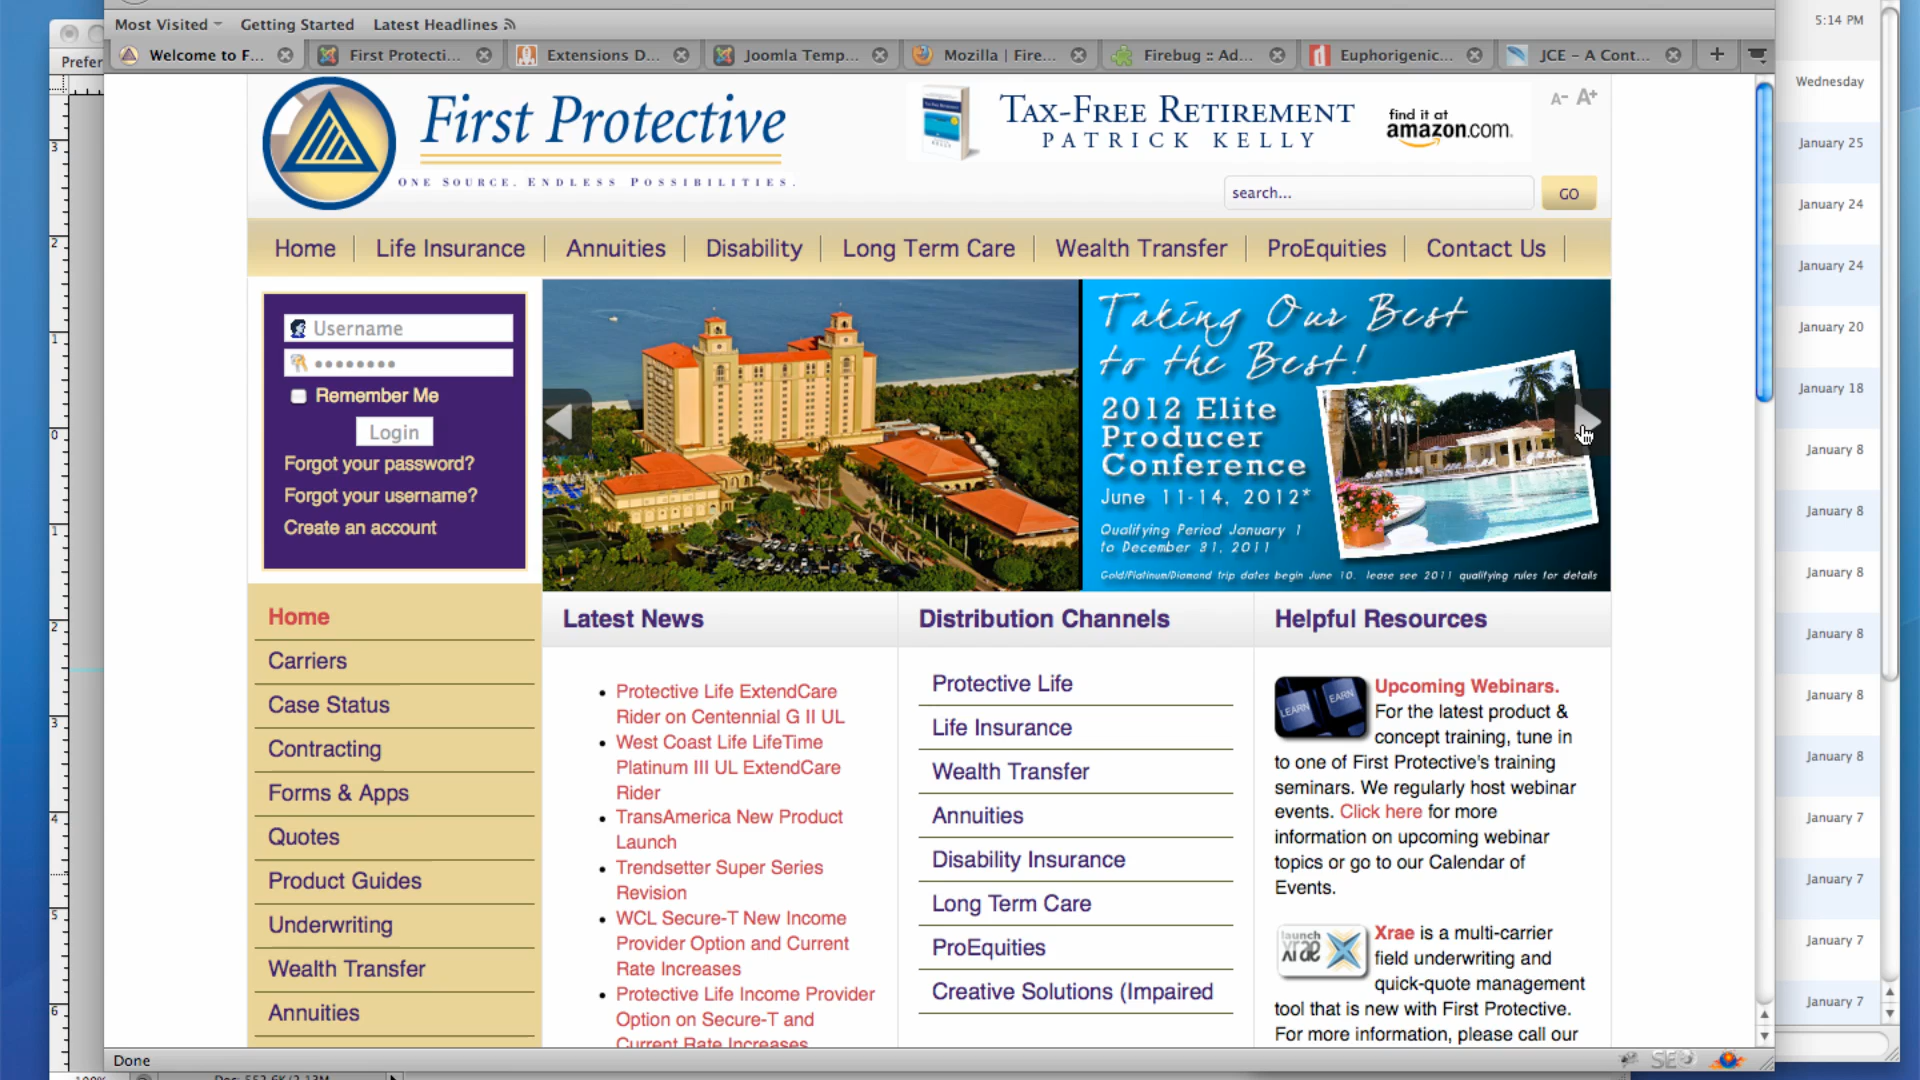 5:14 PM
Most Visited
Getting Started
Latest Headlines
Prefer
Welcome to F...
First Protecti...
Extensions D...
Joomla Temp...
Mozilla | Fire...
Firebug :: Ad...
Euphorigenic...
JCE – A Cont...
Wednesday
January 25
January 24
January 24
January 20
January 18
January 8
January 8
January 8
January 8
January 8
January 8
January 7
January 7
January 7
January 7
First Protective
ONE SOURCE. ENDLESS POSSIBILITIES.
TAX-FREE RETIREMENT
PATRICK KELLY
find it at
amazon.com.
A- A+
search...
GO
Home
Life Insurance
Annuities
Disability
Long Term Care
Wealth Transfer
ProEquities
Contact Us
Username
Remember Me
Login
Forgot your password?
Forgot your username?
Create an account
Taking Our Best
to the Best!
2012 Elite
Producer
Conference
June 11-14, 2012*
Qualifying Period January 1
to December 31, 2011
Gold/Platinum/Diamond trip dates begin June 10. lease see 2011 qualifying rules for details
Home
Carriers
Case Status
Contracting
Forms & Apps
Quotes
Product Guides
Underwriting
Wealth Transfer
Annuities
Latest News
Protective Life ExtendCare
Rider on Centennial G II UL
West Coast Life LifeTime
Platinum III UL ExtendCare
Rider
TransAmerica New Product
Launch
Trendsetter Super Series
Revision
WCL Secure-T New Income
Provider Option and Current
Rate Increases
Protective Life Income Provider
Option on Secure-T and
Current Rate Increases
Distribution Channels
Protective Life
Life Insurance
Wealth Transfer
Annuities
Disability Insurance
Long Term Care
ProEquities
Creative Solutions (Impaired
Helpful Resources
LEARN EARN
Upcoming Webinars.
For the latest product &
concept training, tune in
to one of First Protective's training
seminars. We regularly host webinar
events. Click here for more
information on upcoming webinar
topics or go to our Calendar of
Events.
launch
xrae
Xrae is a multi-carrier
field underwriting and
quick-quote management
tool that is new with First Protective.
For more information, please call our
Done
100%
Doc: 552.6K/2.13M